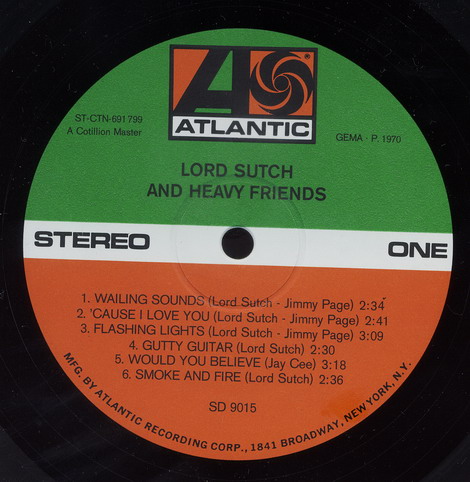 ATLANTIC
ST-CTN-691 799
A Cotillion Master
GEMA · P. 1970
LORD SUTCH
AND HEAVY FRIENDS
STEREO
ONE
1. WAILING SOUNDS (Lord Sutch - Jimmy Page) 2:34
2. 'CAUSE I LOVE YOU (Lord Sutch - Jimmy Page) 2:41
3. FLASHING LIGHTS (Lord Sutch - Jimmy Page) 3:09
4. GUTTY GUITAR (Lord Sutch) 2:30
5. WOULD YOU BELIEVE (Jay Cee) 3:18
6. SMOKE AND FIRE (Lord Sutch) 2:36
SD 9015
MFG. BY ATLANTIC RECORDING CORP., 1841 BROADWAY, NEW YORK, N.Y.